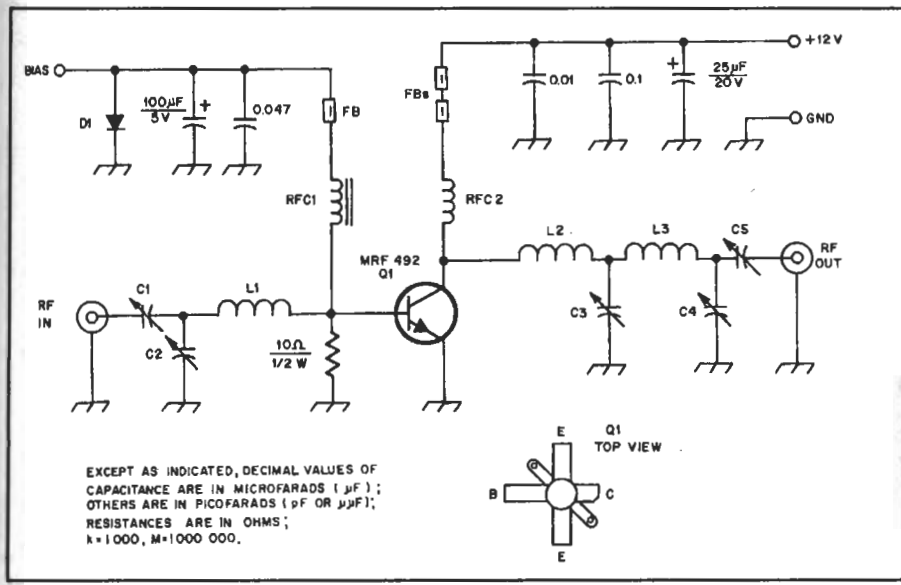 BIAS
D1
100µF
5V
+
0.047
FB
RFC1
FBs
0.01
0.1
+
25µF
20V
+12V
GND
RFC2
RF
IN
C1
C2
L1
10Ω
1/2 W
MRF 492
Q1
L2
L3
C3
C4
C5
RF
OUT
EXCEPT AS INDICATED, DECIMAL VALUES OF
CAPACITANCE ARE IN MICROFARADS ( µF ) ;
OTHERS ARE IN PICOFARADS ( pF OR µµF);
RESISTANCES ARE IN OHMS;
k=1000, M=1000 000.
Q1
TOP VIEW
E
B
C
E